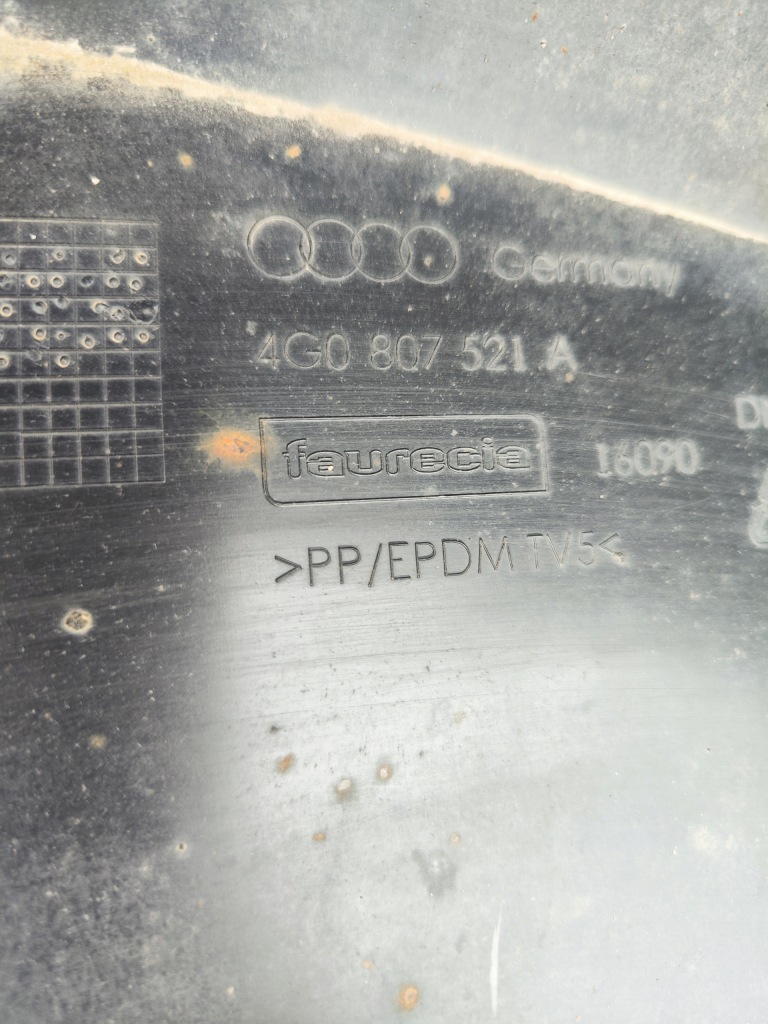 Germany
4G0 807 521 A
faurecia
16090
>PP/EPDM TV5<